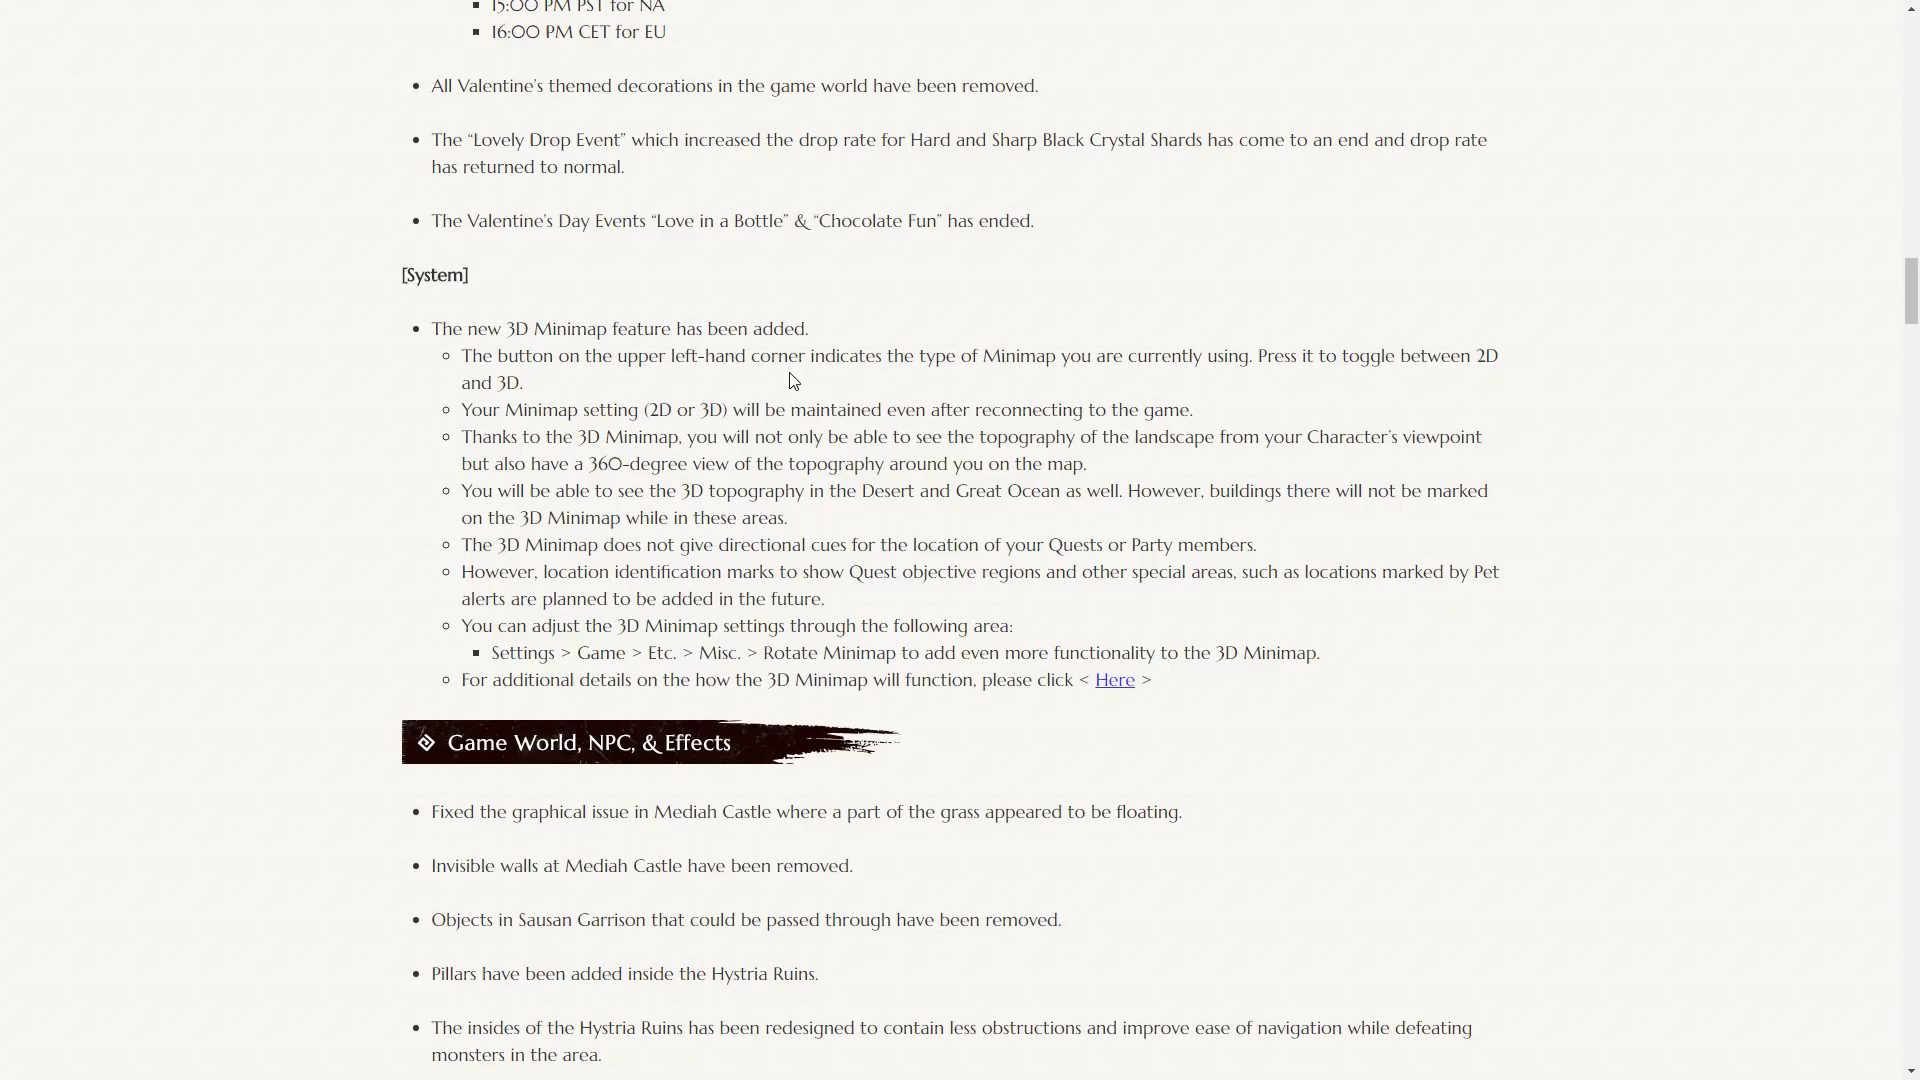 15:00 PM PST for NA
16:00 PM CET for EU
All Valentine's themed decorations in the game world have been removed.
The “Lovely Drop Event” which increased the drop rate for Hard and Sharp Black Crystal Shards has come to an end and drop rate
has returned to normal.
The Valentine's Day Events “Love in a Bottle” & “Chocolate Fun” has ended.
[System]
The new 3D Minimap feature has been added.
The button on the upper left-hand corner indicates the type of Minimap you are currently using. Press it to toggle between 2D
and 3D.
Your Minimap setting (2D or 3D) will be maintained even after reconnecting to the game.
Thanks to the 3D Minimap, you will not only be able to see the topography of the landscape from your Character's viewpoint
but also have a 360-degree view of the topography around you on the map.
You will be able to see the 3D topography in the Desert and Great Ocean as well. However, buildings there will not be marked
on the 3D Minimap while in these areas.
The 3D Minimap does not give directional cues for the location of your Quests or Party members.
However, location identification marks to show Quest objective regions and other special areas, such as locations marked by Pet
alerts are planned to be added in the future.
You can adjust the 3D Minimap settings through the following area:
Settings > Game > Etc. > Misc. > Rotate Minimap to add even more functionality to the 3D Minimap.
For additional details on the how the 3D Minimap will function, please click < Here >
Game World, NPC, & Effects
Fixed the graphical issue in Mediah Castle where a part of the grass appeared to be floating.
Invisible walls at Mediah Castle have been removed.
Objects in Sausan Garrison that could be passed through have been removed.
Pillars have been added inside the Hystria Ruins.
The insides of the Hystria Ruins has been redesigned to contain less obstructions and improve ease of navigation while defeating
monsters in the area.